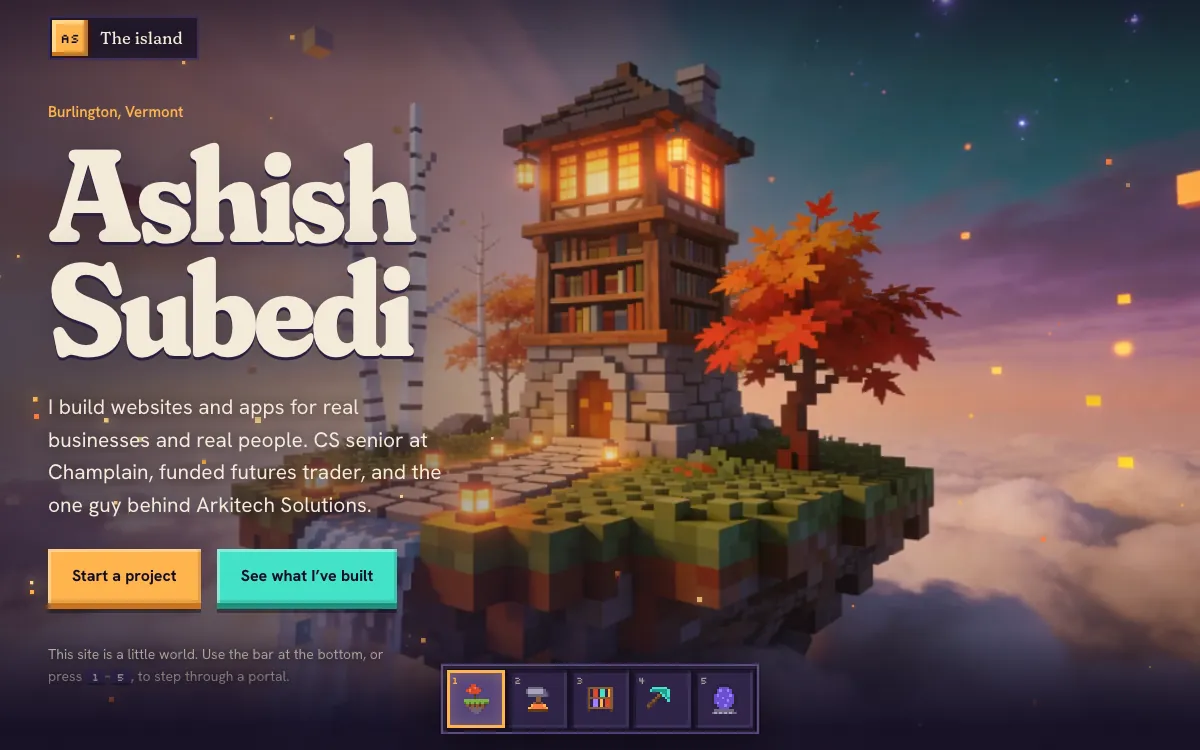 AS The island
Burlington, Vermont
Ashish
Subedi
I build websites and apps for real
businesses and real people. CS senior at
Champlain, funded futures trader, and the
one guy behind Arkitech Solutions.
Start a project
See what I’ve built
This site is a little world. Use the bar at the bottom, or
press 1 - 5 , to step through a portal.
1 2 3 4 5